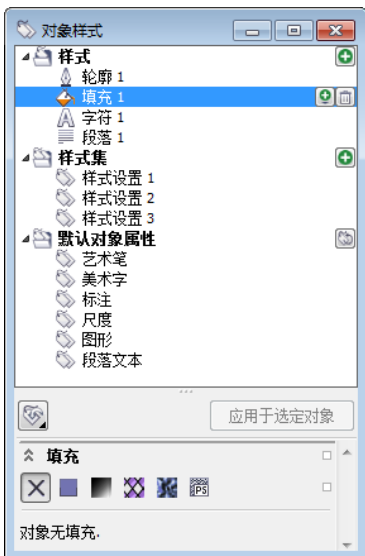 对象样式
样式
轮廓 1
填充 1
字符 1
段落 1
样式集
样式设置 1
样式设置 2
样式设置 3
默认对象属性
艺术笔
美术字
标注
尺度
图形
段落文本
应用于选定对象
填充
PS
对象无填充.